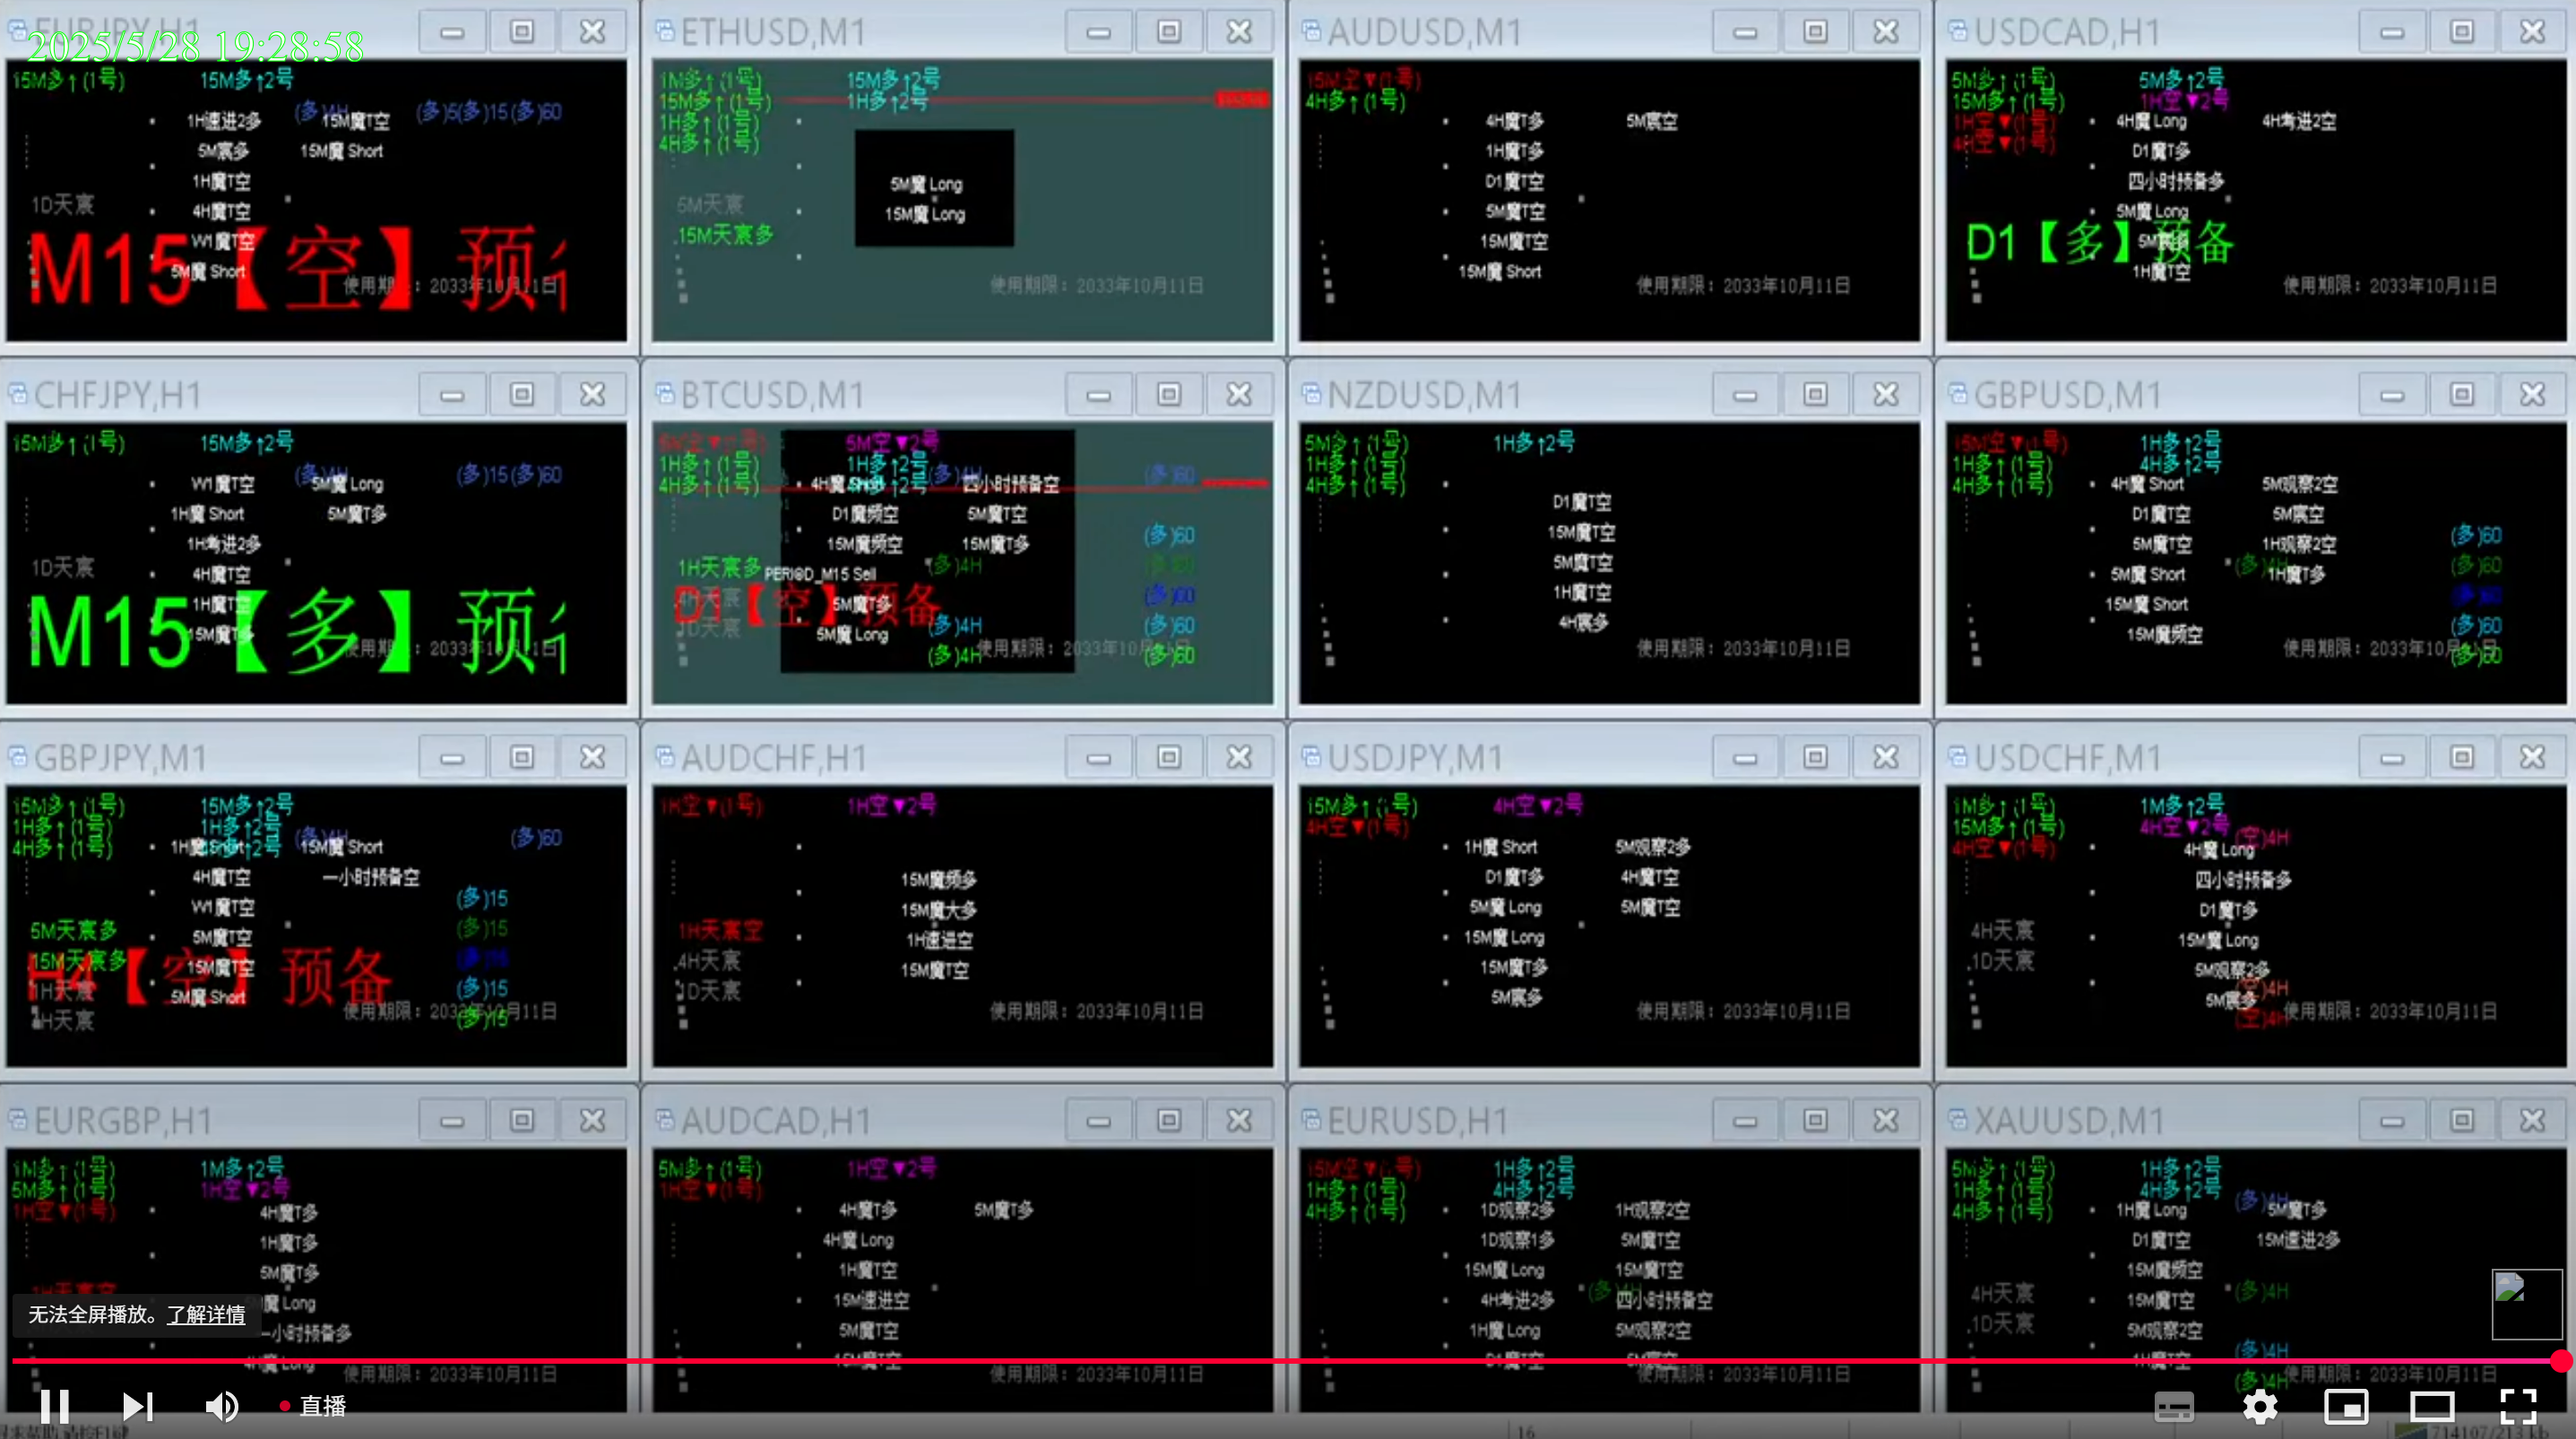 EURJPY,H1
2025/5/28 19:28:58
15M多↑(1号) 15M多↑2号
(多)4H (多)5(多)15(多)60
1H速进2多 15M魔T空
5M宸多 15M魔 Short
1H魔T空
1D天宸
4H魔T空
W1魔T空
M15【空】预
5M魔 Short
使用期限：2033年10月11日
ETHUSD,M1
1M多↑(1号) 15M多↑2号
15M多↑(1号) 1H多↑2号
1H多↑(1号)
4H多↑(1号)
5M魔 Long
5M天宸
15M魔 Long
15M天宸多
使用期限：2033年10月11日
AUDUSD,M1
15M空▼(1号)
4H多↑(1号)
4H魔T多 5M宸空
1H魔T多
D1魔T空
5M魔T空
15M魔T空
15M魔 Short
使用期限：2033年10月11日
USDCAD,H1
5M多↑(1号) 5M多↑2号
15M多↑(1号) 1H空▼2号
1H空▼(1号)
4H魔 Long 4H考进2空
4H空▼(1号)
D1魔T多
四小时预备多
5M魔 Long
D1【多】预备
5M宸多
1H魔T空
使用期限：2033年10月11日
CHFJPY,H1
15M多↑(1号) 15M多↑2号
(多)4H (多)15(多)60
W1魔T空 5M魔 Long
1H魔 Short 5M魔T多
1H考进2多
1D天宸
4H魔T空
1H魔T空
M15【多】预
15M魔T多
使用期限：2033年10月11日
BTCUSD,M1
5M空▼(1号) 5M空▼2号
1H多↑(1号) 1H多↑2号
(多)4H (多)60
4H多↑(1号) 4H多↑2号
4H魔 Short 四小时预备空
D1魔频空 5M魔T空
(多)60
15M魔频空 15M魔T多
1H天宸多 (多)4H
PERIOD_M15 Sell
4H天宸 (多)60
D1【空】预备
5M魔T多
1D天宸 (多)4H (多)60
5M魔 Long
(多)4H (多)60
使用期限：2033年10月11日
NZDUSD,M1
5M多↑(1号) 1H多↑2号
1H多↑(1号)
4H多↑(1号)
D1魔T空
15M魔T空
5M魔T空
1H魔T空
4H宸多
使用期限：2033年10月11日
GBPUSD,M1
15M空▼(1号) 1H多↑2号
1H多↑(1号) 4H多↑2号
4H多↑(1号)
4H魔 Short 5M观察2空
D1魔T空 5M宸空
(多)60
5M魔T空 1H观察2空
(多)4H (多)60
5M魔 Short 1H魔T多
(多)60
15M魔 Short
(多)60
15M魔频空
(多)60
使用期限：2033年10月11日
GBPJPY,M1
15M多↑(1号) 15M多↑2号
1H多↑(1号) 1H多↑2号
(多)4H (多)60
4H多↑(1号) 4H多↑2号
1H魔 Short 15M魔 Short
4H魔T空 一小时预备空
(多)15
W1魔T空
5M天宸多 (多)15
5M魔T空
15M天宸多 (多)15
H4【空】预备
15M魔T空
1H天宸 (多)15
5M魔 Short
4H天宸 (多)15
使用期限：2033年10月11日
AUDCHF,H1
1H空▼(1号) 1H空▼2号
15M魔频多
15M魔大多
1H天宸空
1H速进空
4H天宸
15M魔T空
1D天宸
使用期限：2033年10月11日
USDJPY,M1
15M多↑(1号) 4H空▼2号
4H空▼(1号)
1H魔 Short 5M观察2多
D1魔T多 4H魔T空
5M魔 Long 5M魔T空
15M魔 Long
15M魔T多
5M宸多
使用期限：2033年10月11日
USDCHF,M1
1M多↑(1号) 1M多↑2号
15M多↑(1号) 4H空▼2号
(空)4H
4H空▼(1号)
4H魔 Long
四小时预备多
D1魔T多
4H天宸
15M魔 Long
1D天宸
5M观察2多
(空)4H
5M宸多
(空)4H
使用期限：2033年10月11日
EURGBP,H1
1M多↑(1号) 1M多↑2号
5M多↑(1号) 1H空▼2号
1H空▼(1号)
4H魔T多
1H魔T多
5M魔T多
1H天宸空
魔 Long
无法全屏播放。了解详情
一小时预备多
4H魔 Long
使用期限：2033年10月11日
AUDCAD,H1
5M多↑(1号) 1H空▼2号
1H空▼(1号)
4H魔T多 5M魔T多
4H魔 Long
1H魔T空
15M速进空
5M魔T空
15M魔T空
使用期限：2033年10月11日
EURUSD,H1
15M空▼(1号) 1H多↑2号
1H多↑(1号) 4H多↑2号
4H多↑(1号)
1D观察2多 1H观察2空
1D观察1多 5M魔T空
15M魔 Long 15M魔T空
(多)4H
4H考进2多 四小时预备空
1H魔 Long 5M观察2空
D1魔T空 5M宸空
使用期限：2033年10月11日
XAUUSD,M1
5M多↑(1号) 1H多↑2号
1H多↑(1号) 4H多↑2号
(多)4H
4H多↑(1号)
1H魔 Long 5M魔T多
D1魔T空 15M速进2多
15M魔频空
4H天宸 (多)4H
15M魔T空
1D天宸
5M观察2空
(多)4H
1H魔T空
(多)4H
使用期限：2033年10月11日
直播
16
714107/213 kb